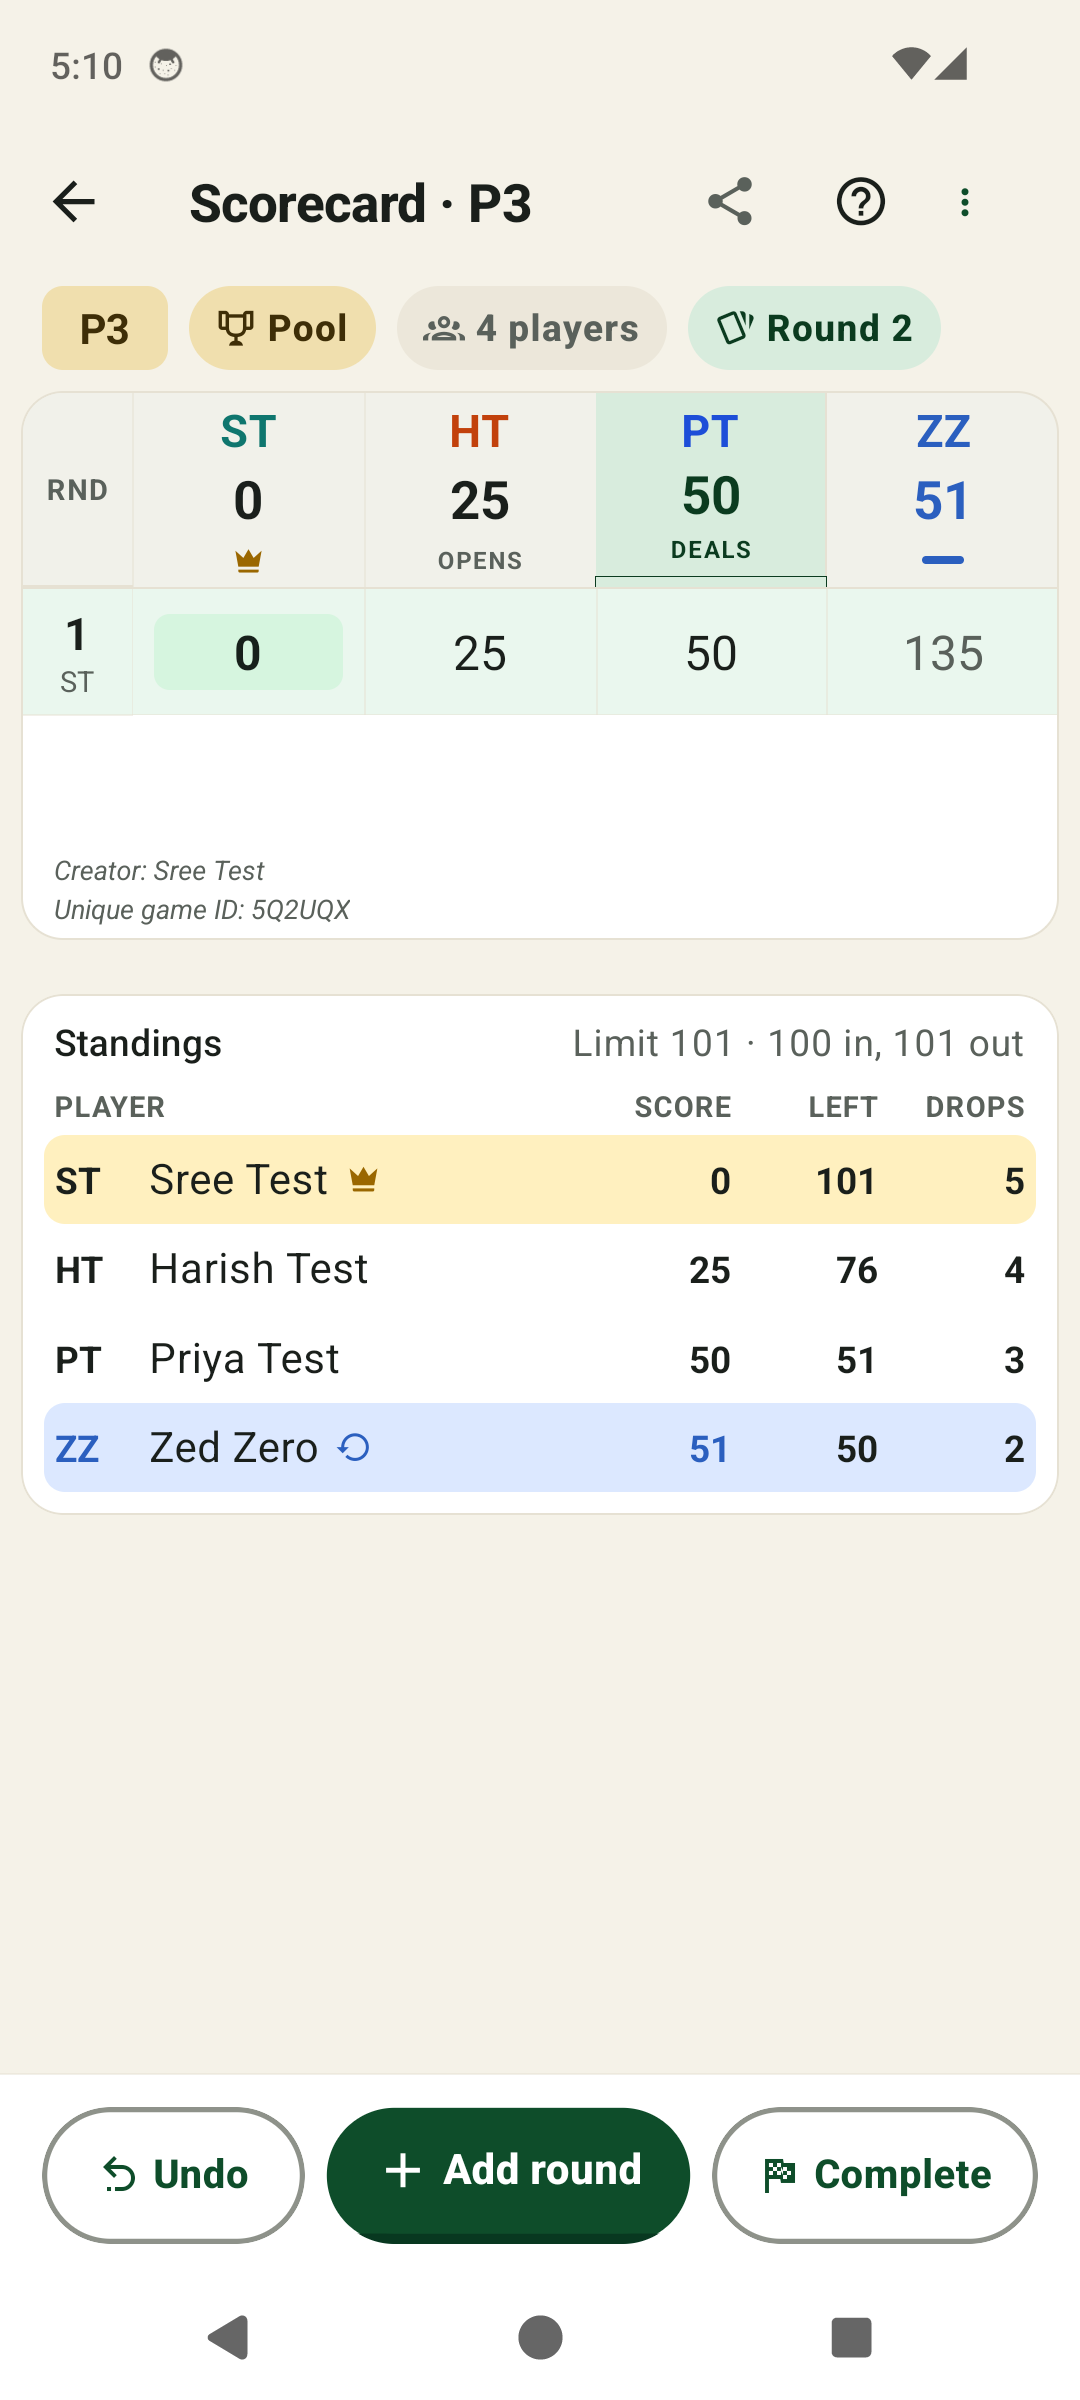 5:10
Scorecard · P3
P3
Pool
4 players
Round 2
RND
ST
HT
PT
ZZ
0
25
50
51
OPENS
DEALS
1
ST
0
25
50
135
Creator: Sree Test
Unique game ID: 5Q2UQX
Standings
Limit 101 · 100 in, 101 out
PLAYER SCORE LEFT DROPS
ST Sree Test 0 101 5
HT Harish Test 25 76 4
PT Priya Test 50 51 3
ZZ Zed Zero 51 50 2
Undo
Add round
Complete